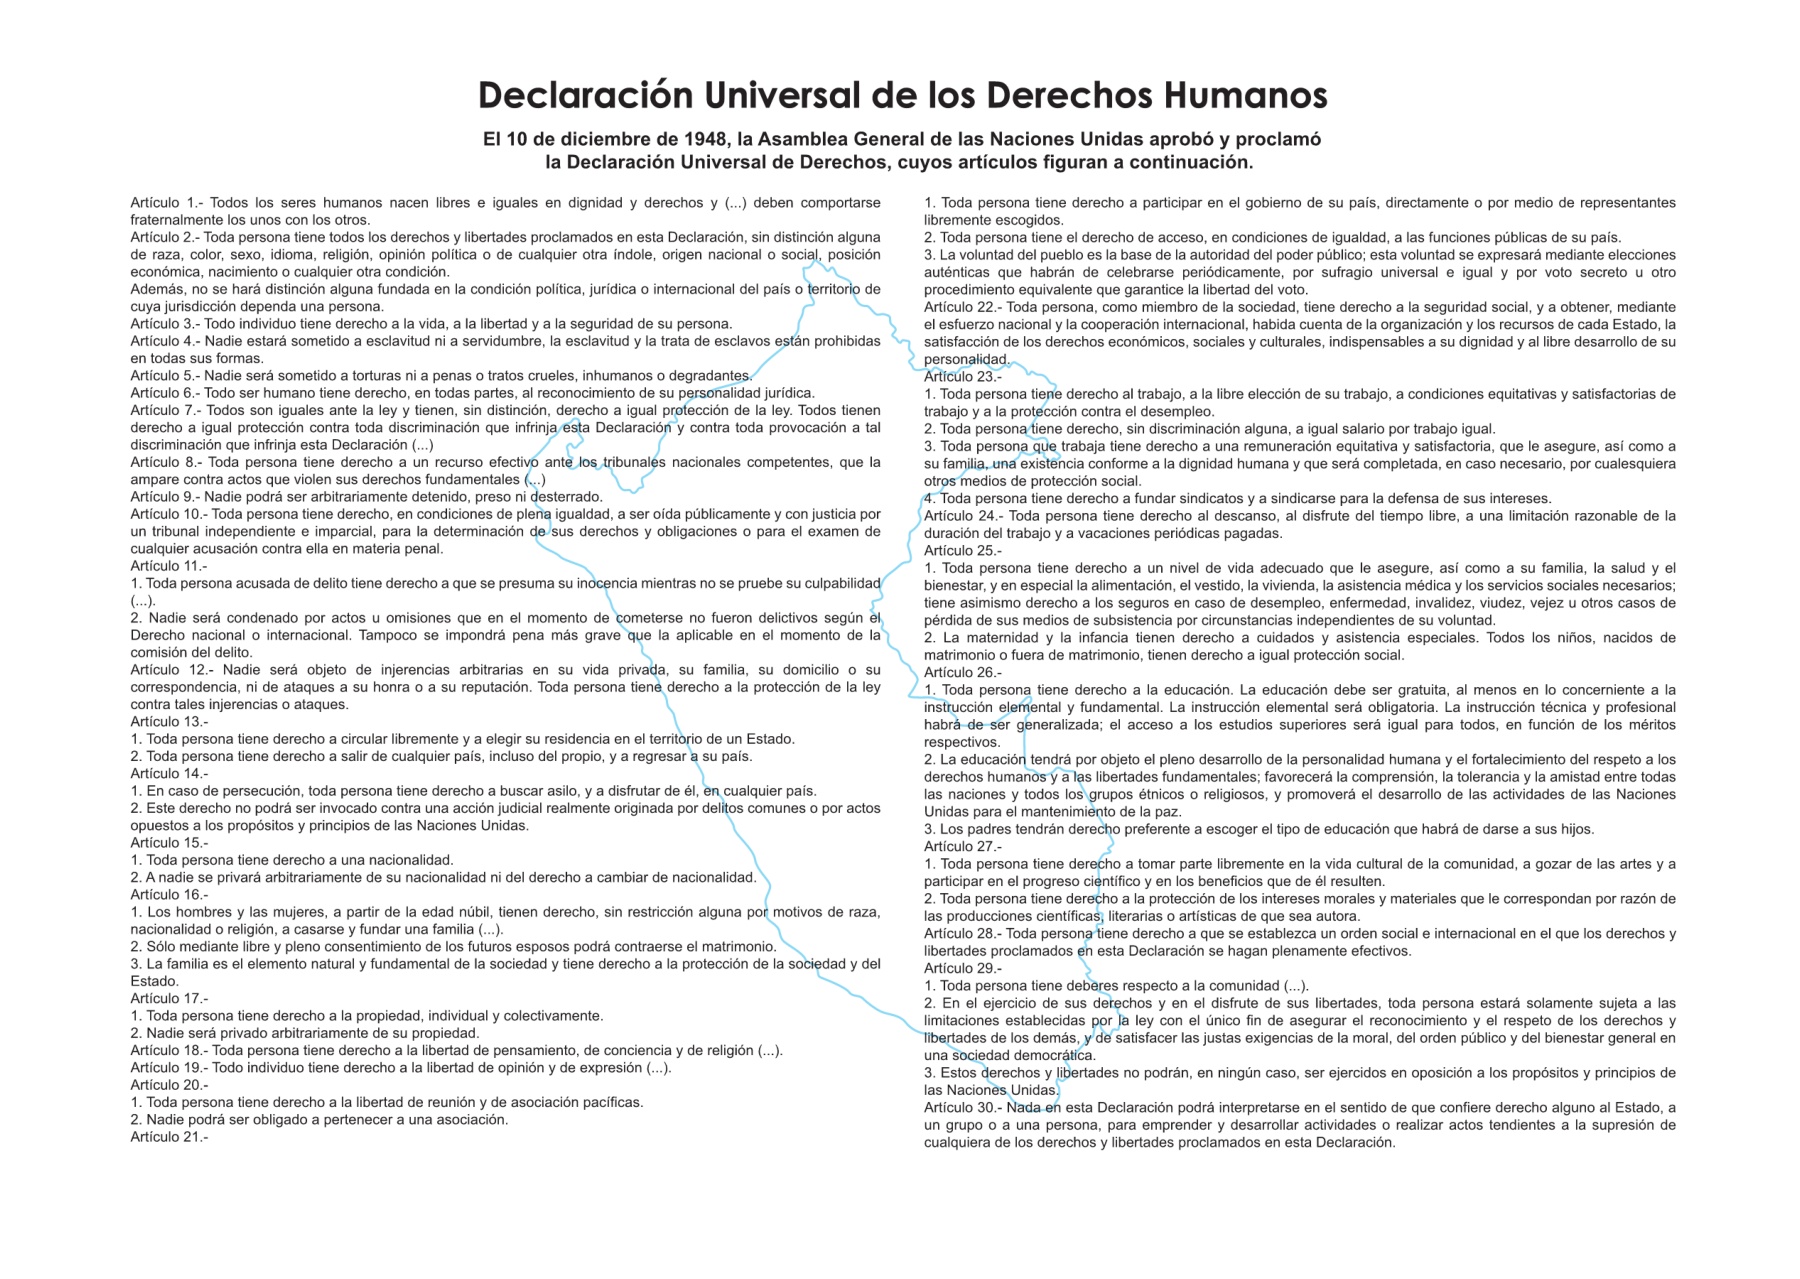 Declaración Universal de los Derechos Humanos
El 10 de diciembre de 1948, la Asamblea General de las Naciones Unidas aprobó y proclamó
la Declaración Universal de Derechos, cuyos artículos figuran a continuación.
Artículo 1.- Todos los seres humanos nacen libres e iguales en dignidad y derechos y (...) deben comportarse
fraternalmente los unos con los otros.
Artículo 2.- Toda persona tiene todos los derechos y libertades proclamados en esta Declaración, sin distinción alguna
de raza, color, sexo, idioma, religión, opinión política o de cualquier otra índole, origen nacional o social, posición
económica, nacimiento o cualquier otra condición.
Además, no se hará distinción alguna fundada en la condición política, jurídica o internacional del país o territorio de
cuya jurisdicción dependa una persona.
Artículo 3.- Todo individuo tiene derecho a la vida, a la libertad y a la seguridad de su persona.
Artículo 4.- Nadie estará sometido a esclavitud ni a servidumbre, la esclavitud y la trata de esclavos están prohibidas
en todas sus formas.
Artículo 5.- Nadie será sometido a torturas ni a penas o tratos crueles, inhumanos o degradantes.
Artículo 6.- Todo ser humano tiene derecho, en todas partes, al reconocimiento de su personalidad jurídica.
Artículo 7.- Todos son iguales ante la ley y tienen, sin distinción, derecho a igual protección de la ley. Todos tienen
derecho a igual protección contra toda discriminación que infrinja esta Declaración y contra toda provocación a tal
discriminación que infrinja esta Declaración (...)
Artículo 8.- Toda persona tiene derecho a un recurso efectivo ante los tribunales nacionales competentes, que la
ampare contra actos que violen sus derechos fundamentales (...)
Artículo 9.- Nadie podrá ser arbitrariamente detenido, preso ni desterrado.
Artículo 10.- Toda persona tiene derecho, en condiciones de plena igualdad, a ser oída públicamente y con justicia por
un tribunal independiente e imparcial, para la determinación de sus derechos y obligaciones o para el examen de
cualquier acusación contra ella en materia penal.
Artículo 11.-
1. Toda persona acusada de delito tiene derecho a que se presuma su inocencia mientras no se pruebe su culpabilidad
(...).
2. Nadie será condenado por actos u omisiones que en el momento de cometerse no fueron delictivos según el
Derecho nacional o internacional. Tampoco se impondrá pena más grave que la aplicable en el momento de la
comisión del delito.
Artículo 12.- Nadie será objeto de injerencias arbitrarias en su vida privada, su familia, su domicilio o su
correspondencia, ni de ataques a su honra o a su reputación. Toda persona tiene derecho a la protección de la ley
contra tales injerencias o ataques.
Artículo 13.-
1. Toda persona tiene derecho a circular libremente y a elegir su residencia en el territorio de un Estado.
2. Toda persona tiene derecho a salir de cualquier país, incluso del propio, y a regresar a su país.
Artículo 14.-
1. En caso de persecución, toda persona tiene derecho a buscar asilo, y a disfrutar de él, en cualquier país.
2. Este derecho no podrá ser invocado contra una acción judicial realmente originada por delitos comunes o por actos
opuestos a los propósitos y principios de las Naciones Unidas.
Artículo 15.-
1. Toda persona tiene derecho a una nacionalidad.
2. A nadie se privará arbitrariamente de su nacionalidad ni del derecho a cambiar de nacionalidad.
Artículo 16.-
1. Los hombres y las mujeres, a partir de la edad núbil, tienen derecho, sin restricción alguna por motivos de raza,
nacionalidad o religión, a casarse y fundar una familia (...).
2. Sólo mediante libre y pleno consentimiento de los futuros esposos podrá contraerse el matrimonio.
3. La familia es el elemento natural y fundamental de la sociedad y tiene derecho a la protección de la sociedad y del
Estado.
Artículo 17.-
1. Toda persona tiene derecho a la propiedad, individual y colectivamente.
2. Nadie será privado arbitrariamente de su propiedad.
Artículo 18.- Toda persona tiene derecho a la libertad de pensamiento, de conciencia y de religión (...).
Artículo 19.- Todo individuo tiene derecho a la libertad de opinión y de expresión (...).
Artículo 20.-
1. Toda persona tiene derecho a la libertad de reunión y de asociación pacíficas.
2. Nadie podrá ser obligado a pertenecer a una asociación.
Artículo 21.-
1. Toda persona tiene derecho a participar en el gobierno de su país, directamente o por medio de representantes
libremente escogidos.
2. Toda persona tiene el derecho de acceso, en condiciones de igualdad, a las funciones públicas de su país.
3. La voluntad del pueblo es la base de la autoridad del poder público; esta voluntad se expresará mediante elecciones
auténticas que habrán de celebrarse periódicamente, por sufragio universal e igual y por voto secreto u otro
procedimiento equivalente que garantice la libertad del voto.
Artículo 22.- Toda persona, como miembro de la sociedad, tiene derecho a la seguridad social, y a obtener, mediante
el esfuerzo nacional y la cooperación internacional, habida cuenta de la organización y los recursos de cada Estado, la
satisfacción de los derechos económicos, sociales y culturales, indispensables a su dignidad y al libre desarrollo de su
personalidad.
Artículo 23.-
1. Toda persona tiene derecho al trabajo, a la libre elección de su trabajo, a condiciones equitativas y satisfactorias de
trabajo y a la protección contra el desempleo.
2. Toda persona tiene derecho, sin discriminación alguna, a igual salario por trabajo igual.
3. Toda persona que trabaja tiene derecho a una remuneración equitativa y satisfactoria, que le asegure, así como a
su familia, una existencia conforme a la dignidad humana y que será completada, en caso necesario, por cualesquiera
otros medios de protección social.
4. Toda persona tiene derecho a fundar sindicatos y a sindicarse para la defensa de sus intereses.
Artículo 24.- Toda persona tiene derecho al descanso, al disfrute del tiempo libre, a una limitación razonable de la
duración del trabajo y a vacaciones periódicas pagadas.
Artículo 25.-
1. Toda persona tiene derecho a un nivel de vida adecuado que le asegure, así como a su familia, la salud y el
bienestar, y en especial la alimentación, el vestido, la vivienda, la asistencia médica y los servicios sociales necesarios;
tiene asimismo derecho a los seguros en caso de desempleo, enfermedad, invalidez, viudez, vejez u otros casos de
pérdida de sus medios de subsistencia por circunstancias independientes de su voluntad.
2. La maternidad y la infancia tienen derecho a cuidados y asistencia especiales. Todos los niños, nacidos de
matrimonio o fuera de matrimonio, tienen derecho a igual protección social.
Artículo 26.-
1. Toda persona tiene derecho a la educación. La educación debe ser gratuita, al menos en lo concerniente a la
instrucción elemental y fundamental. La instrucción elemental será obligatoria. La instrucción técnica y profesional
habrá de ser generalizada; el acceso a los estudios superiores será igual para todos, en función de los méritos
respectivos.
2. La educación tendrá por objeto el pleno desarrollo de la personalidad humana y el fortalecimiento del respeto a los
derechos humanos y a las libertades fundamentales; favorecerá la comprensión, la tolerancia y la amistad entre todas
las naciones y todos los grupos étnicos o religiosos, y promoverá el desarrollo de las actividades de las Naciones
Unidas para el mantenimiento de la paz.
3. Los padres tendrán derecho preferente a escoger el tipo de educación que habrá de darse a sus hijos.
Artículo 27.-
1. Toda persona tiene derecho a tomar parte libremente en la vida cultural de la comunidad, a gozar de las artes y a
participar en el progreso científico y en los beneficios que de él resulten.
2. Toda persona tiene derecho a la protección de los intereses morales y materiales que le correspondan por razón de
las producciones científicas, literarias o artísticas de que sea autora.
Artículo 28.- Toda persona tiene derecho a que se establezca un orden social e internacional en el que los derechos y
libertades proclamados en esta Declaración se hagan plenamente efectivos.
Artículo 29.-
1. Toda persona tiene deberes respecto a la comunidad (...).
2. En el ejercicio de sus derechos y en el disfrute de sus libertades, toda persona estará solamente sujeta a las
limitaciones establecidas por la ley con el único fin de asegurar el reconocimiento y el respeto de los derechos y
libertades de los demás, y de satisfacer las justas exigencias de la moral, del orden público y del bienestar general en
una sociedad democrática.
3. Estos derechos y libertades no podrán, en ningún caso, ser ejercidos en oposición a los propósitos y principios de
las Naciones Unidas.
Artículo 30.- Nada en esta Declaración podrá interpretarse en el sentido de que confiere derecho alguno al Estado, a
un grupo o a una persona, para emprender y desarrollar actividades o realizar actos tendientes a la supresión de
cualquiera de los derechos y libertades proclamados en esta Declaración.